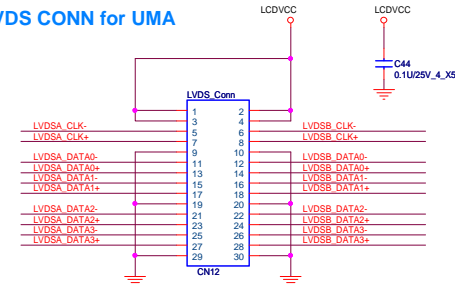 VDS CONN for UMA
LCDVCC
LCDVCC
C44
0.1U/25V_4_X5
LVDS_Conn
1 2
3 4
LVDSA_CLK- 5 6 LVDSB_CLK-
LVDSA_CLK+ 7 8 LVDSB_CLK+
9 10
LVDSA_DATA0- 11 12 LVDSB_DATA0-
LVDSA_DATA0+ 13 14 LVDSB_DATA0+
LVDSA_DATA1- 15 16 LVDSB_DATA1-
LVDSA_DATA1+ 17 18 LVDSB_DATA1+
19 20
LVDSA_DATA2- 21 22 LVDSB_DATA2-
LVDSA_DATA2+ 23 24 LVDSB_DATA2+
LVDSA_DATA3- 25 26 LVDSB_DATA3-
LVDSA_DATA3+ 27 28 LVDSB_DATA3+
29 30
CN12